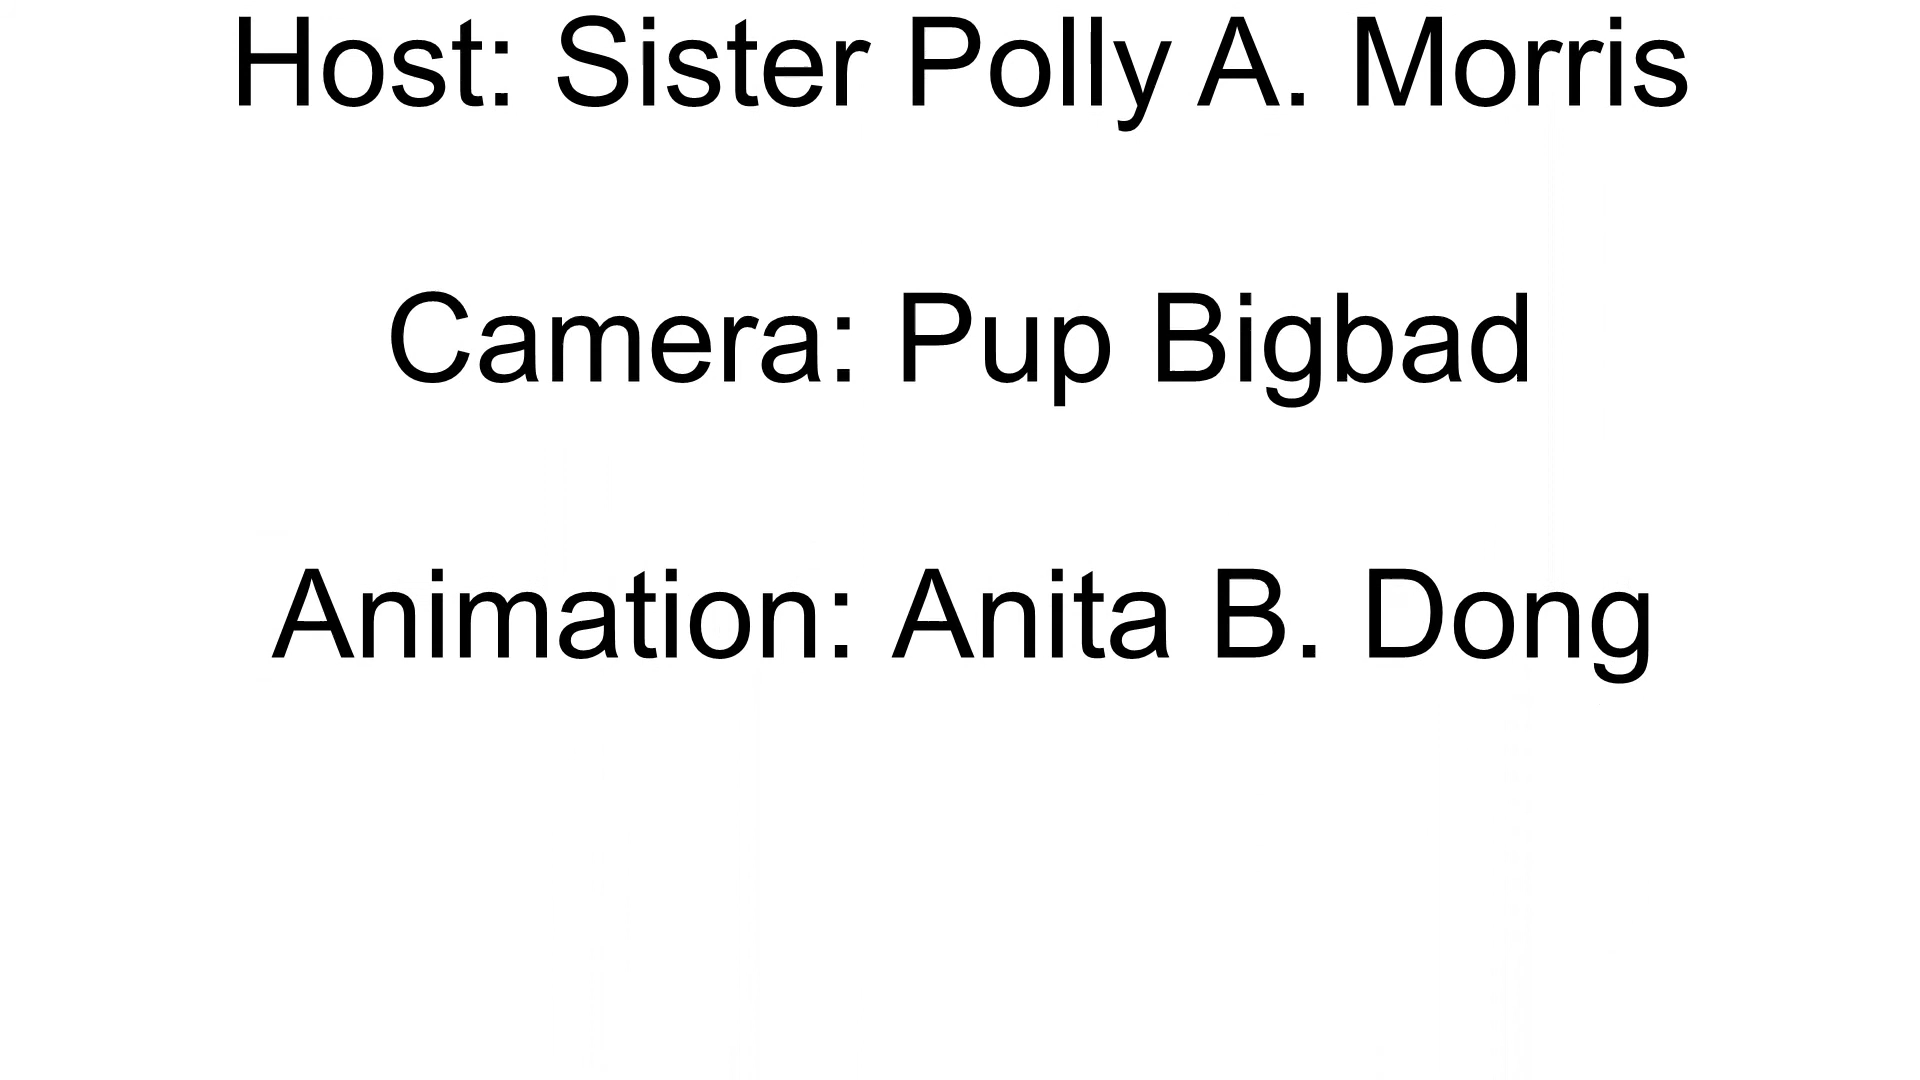 Host: Sister Polly A. Morris
Camera: Pup Bigbad
Animation: Anita B. Dong